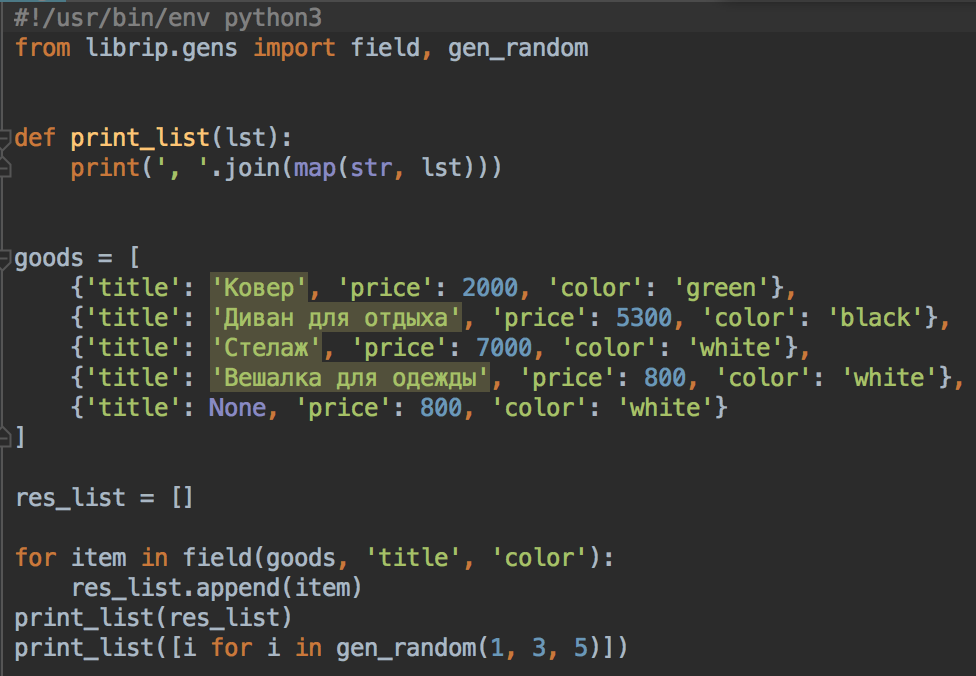 #!/usr/bin/env python3
from librip.gens import field, gen_random
def print_list(lst):
    print(', '.join(map(str, lst)))
goods = [
    {'title': 'Ковер', 'price': 2000, 'color': 'green'},
    {'title': 'Диван для отдыха', 'price': 5300, 'color': 'black'},
    {'title': 'Стелаж', 'price': 7000, 'color': 'white'},
    {'title': 'Вешалка для одежды', 'price': 800, 'color': 'white'},
    {'title': None, 'price': 800, 'color': 'white'}
]
res_list = []
for item in field(goods, 'title', 'color'):
    res_list.append(item)
print_list(res_list)
print_list([i for i in gen_random(1, 3, 5)])